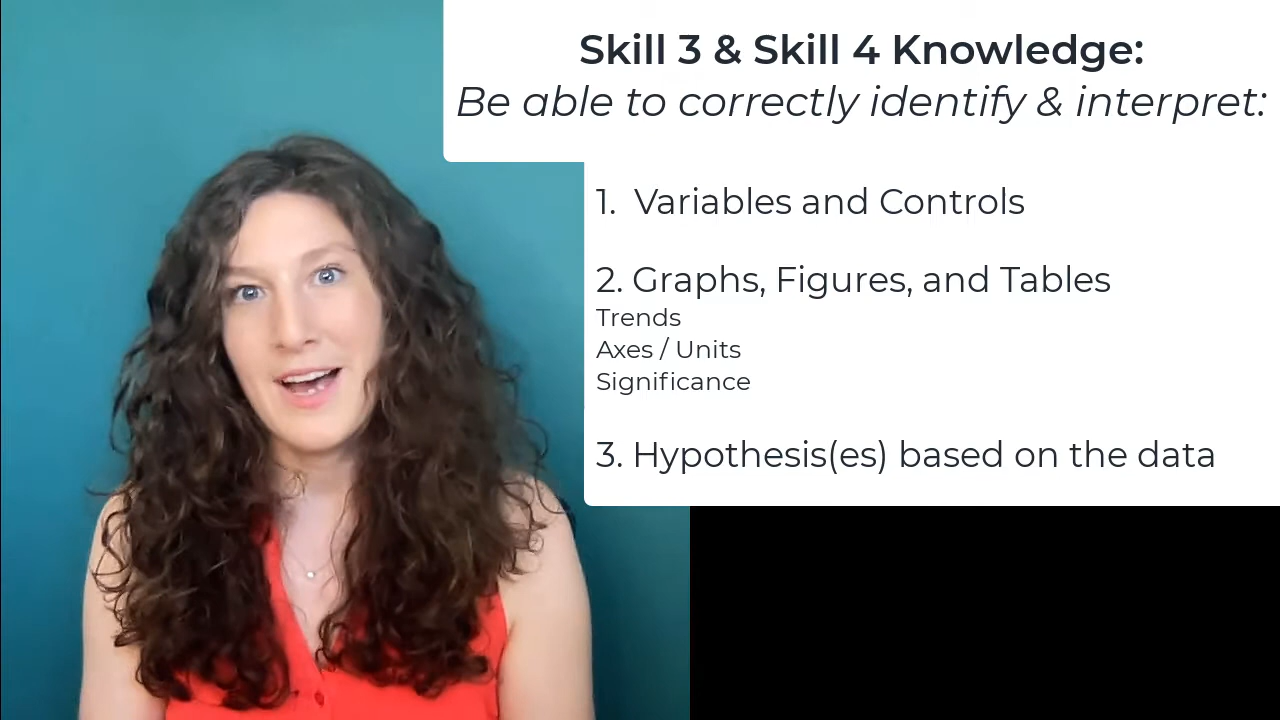 Skill 3 & Skill 4 Knowledge:
Be able to correctly identify & interpret:
1. Variables and Controls
2. Graphs, Figures, and Tables
Trends
Axes / Units
Significance
3. Hypothesis(es) based on the data